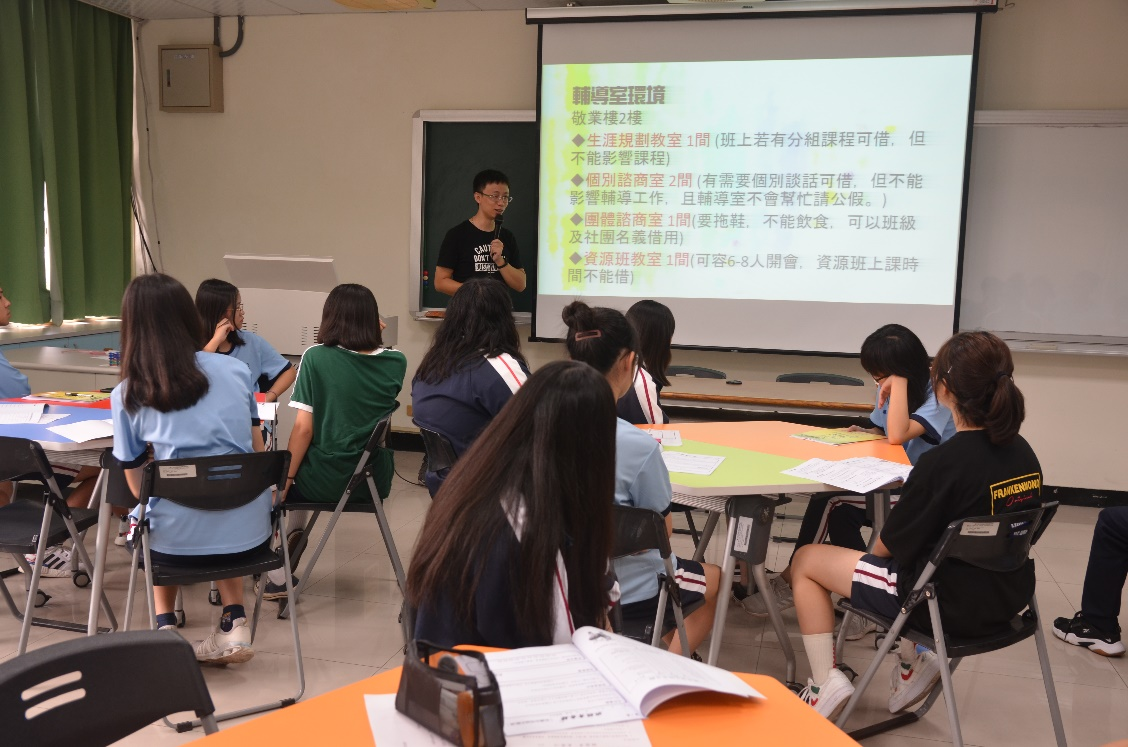 輔導室環境
敬業樓2樓
◆生涯規劃教室 1間 (班上若有分組課程可借，但
不能影響課程)
◆個別諮商室 2間 (有需要個別談話可借，但不能
影響輔導工作，且輔導室不會幫忙請公假。)
◆團體諮商室 1間(要拖鞋，不能飲食，可以班級
及社團名義借用)
◆資源班教室 1間(可容6-8人開會，資源班上課時
間不能借)
DON'T
FRANKENMONO